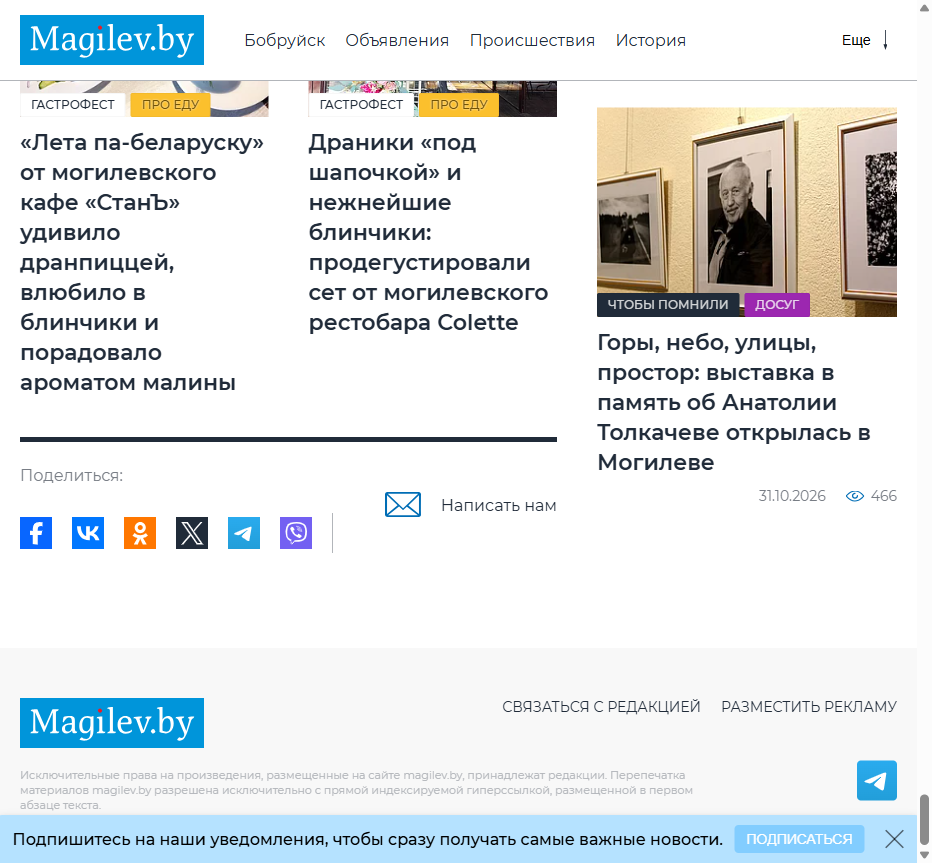 Magilev.by
Бобруйск Объявления Происшествия История Еще
ГАСТРОФЕСТ ПРО ЕДУ
«Лета па-беларуску»
от могилевского
кафе «СтанЪ»
удивило
дранпиццей,
влюбило в
блинчики и
порадовало
ароматом малины
ГАСТРОФЕСТ ПРО ЕДУ
Драники «под
шапочкой» и
нежнейшие
блинчики:
продегустировали
сет от могилевского
рестобара Colette
ЧТОБЫ ПОМНИЛИ ДОСУГ
Горы, небо, улицы,
простор: выставка в
память об Анатолии
Толкачеве открылась в
Могилеве
31.10.2026 466
Поделиться:
Написать нам
Magilev.by
СВЯЗАТЬСЯ С РЕДАКЦИЕЙ РАЗМЕСТИТЬ РЕКЛАМУ
Исключительные права на произведения, размещенные на сайте magilev.by, принадлежат редакции. Перепечатка
материалов magilev.by разрешена исключительно с прямой индексируемой гиперссылкой, размещенной в первом
абзаце текста.
Подпишитесь на наши уведомления, чтобы сразу получать самые важные новости. ПОДПИСАТЬСЯ